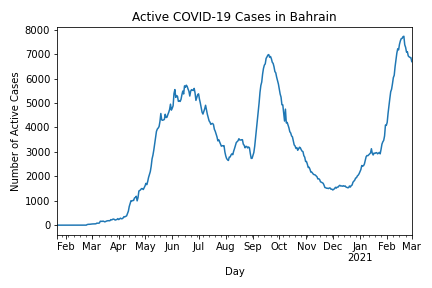 Active COVID-19 Cases in Bahrain
Number of Active Cases
8000
7000
6000
5000
4000
3000
2000
1000
0
Feb Mar Apr May Jun Jul Aug Sep Oct Nov Dec Jan Feb Mar
2021
Day